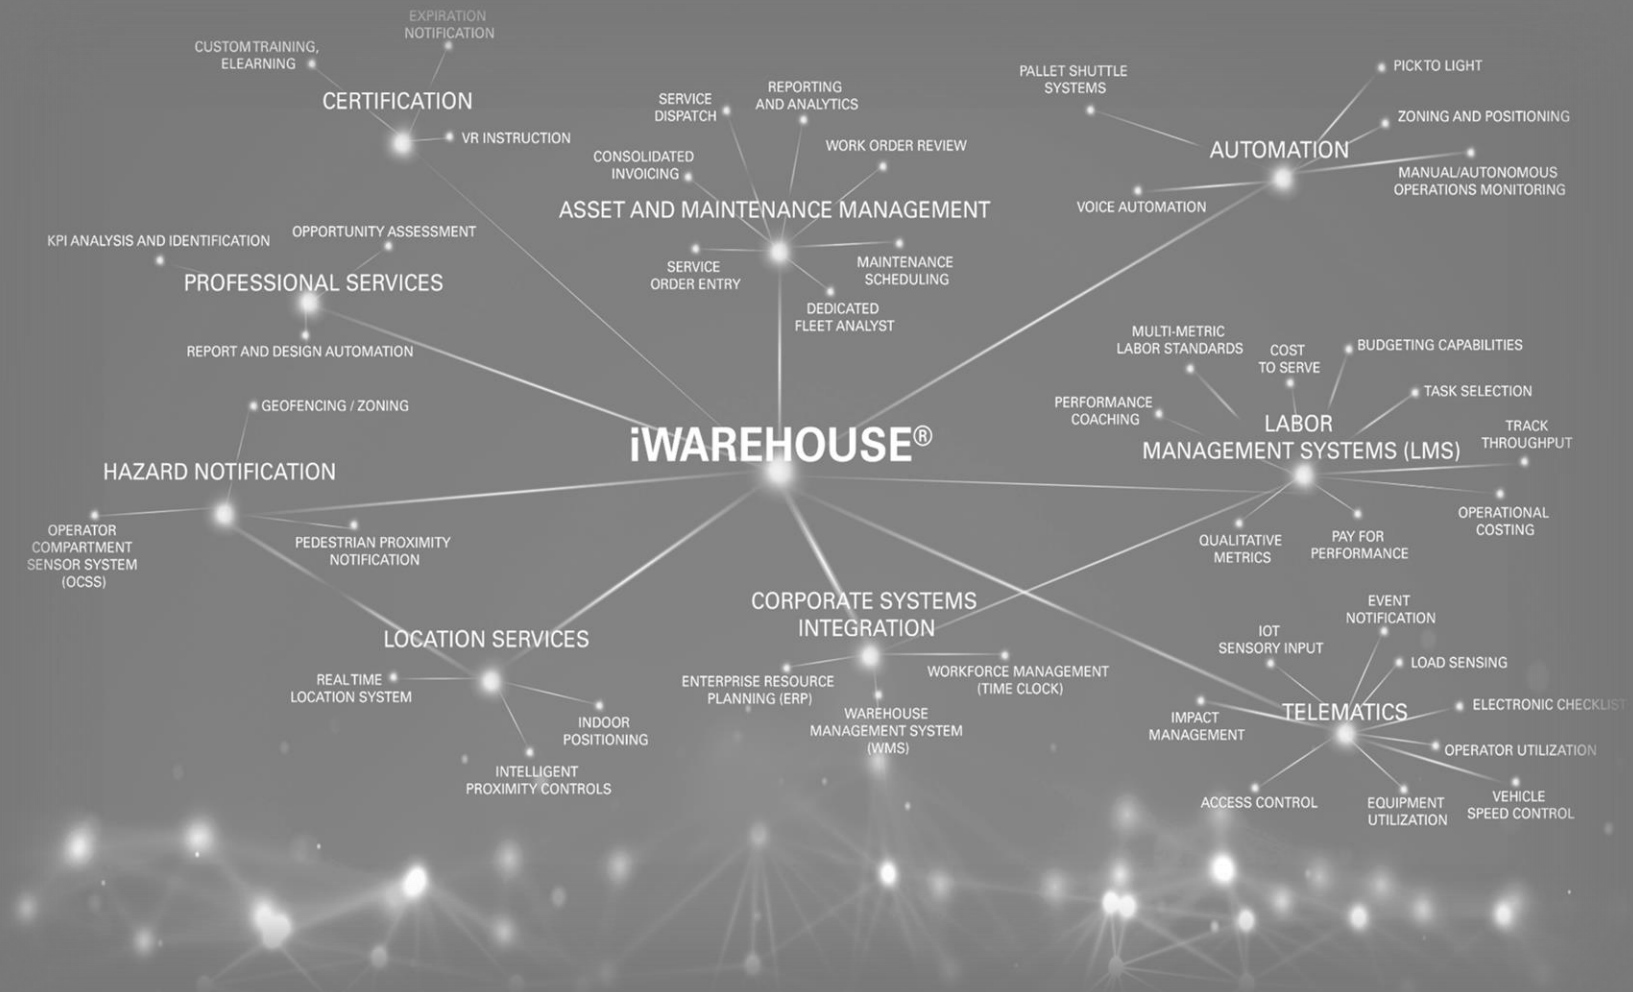 EXPIRATION
NOTIFICATION
CUSTOM TRAINING,
ELEARNING
CERTIFICATION
VR INSTRUCTION
SERVICE
DISPATCH
REPORTING
AND ANALYTICS
CONSOLIDATED
INVOICING
WORK ORDER REVIEW
ASSET AND MAINTENANCE MANAGEMENT
SERVICE
ORDER ENTRY
MAINTENANCE
SCHEDULING
DEDICATED
FLEET ANALYST
PALLET SHUTTLE
SYSTEMS
PICK TO LIGHT
ZONING AND POSITIONING
AUTOMATION
MANUAL/AUTONOMOUS
OPERATIONS MONITORING
VOICE AUTOMATION
KPI ANALYSIS AND IDENTIFICATION
OPPORTUNITY ASSESSMENT
PROFESSIONAL SERVICES
REPORT AND DESIGN AUTOMATION
MULTI-METRIC
LABOR STANDARDS
COST
TO SERVE
BUDGETING CAPABILITIES
TASK SELECTION
PERFORMANCE
COACHING
LABOR
MANAGEMENT SYSTEMS (LMS)
TRACK
THROUGHPUT
OPERATIONAL
COSTING
QUALITATIVE
METRICS
PAY FOR
PERFORMANCE
iWAREHOUSE®
GEOFENCING / ZONING
HAZARD NOTIFICATION
OPERATOR
COMPARTMENT
SENSOR SYSTEM
(OCSS)
PEDESTRIAN PROXIMITY
NOTIFICATION
LOCATION SERVICES
REAL TIME
LOCATION SYSTEM
INDOOR
POSITIONING
INTELLIGENT
PROXIMITY CONTROLS
CORPORATE SYSTEMS
INTEGRATION
ENTERPRISE RESOURCE
PLANNING (ERP)
WORKFORCE MANAGEMENT
(TIME CLOCK)
WAREHOUSE
MANAGEMENT SYSTEM
(WMS)
EVENT
NOTIFICATION
IOT
SENSORY INPUT
LOAD SENSING
ELECTRONIC CHECKLIST
IMPACT
MANAGEMENT
TELEMATICS
OPERATOR UTILIZATION
ACCESS CONTROL
EQUIPMENT
UTILIZATION
VEHICLE
SPEED CONTROL